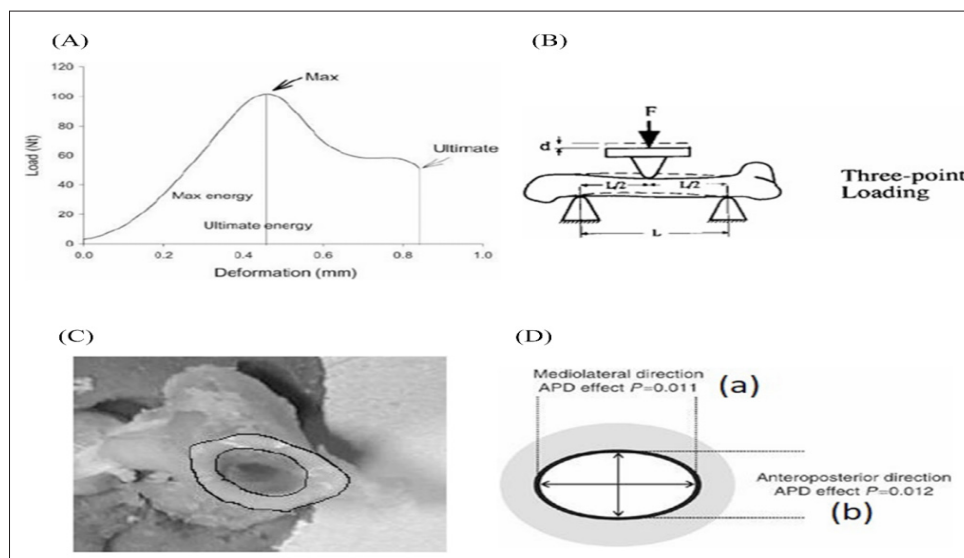 (A)
120
100
80
60
40
20
0
Load (Nt)
Max
Ultimate
Max energy
Ultimate energy
0.0 0.2 0.4 0.6 0.8 1.0
Deformation (mm)
(B)
F
d
L/2 L/2
L
Three-point
Loading
(C)
(D)
Mediolateral direction
APD effect P=0.011 (a)
Anteroposterior direction
APD effect P=0.012
(b)